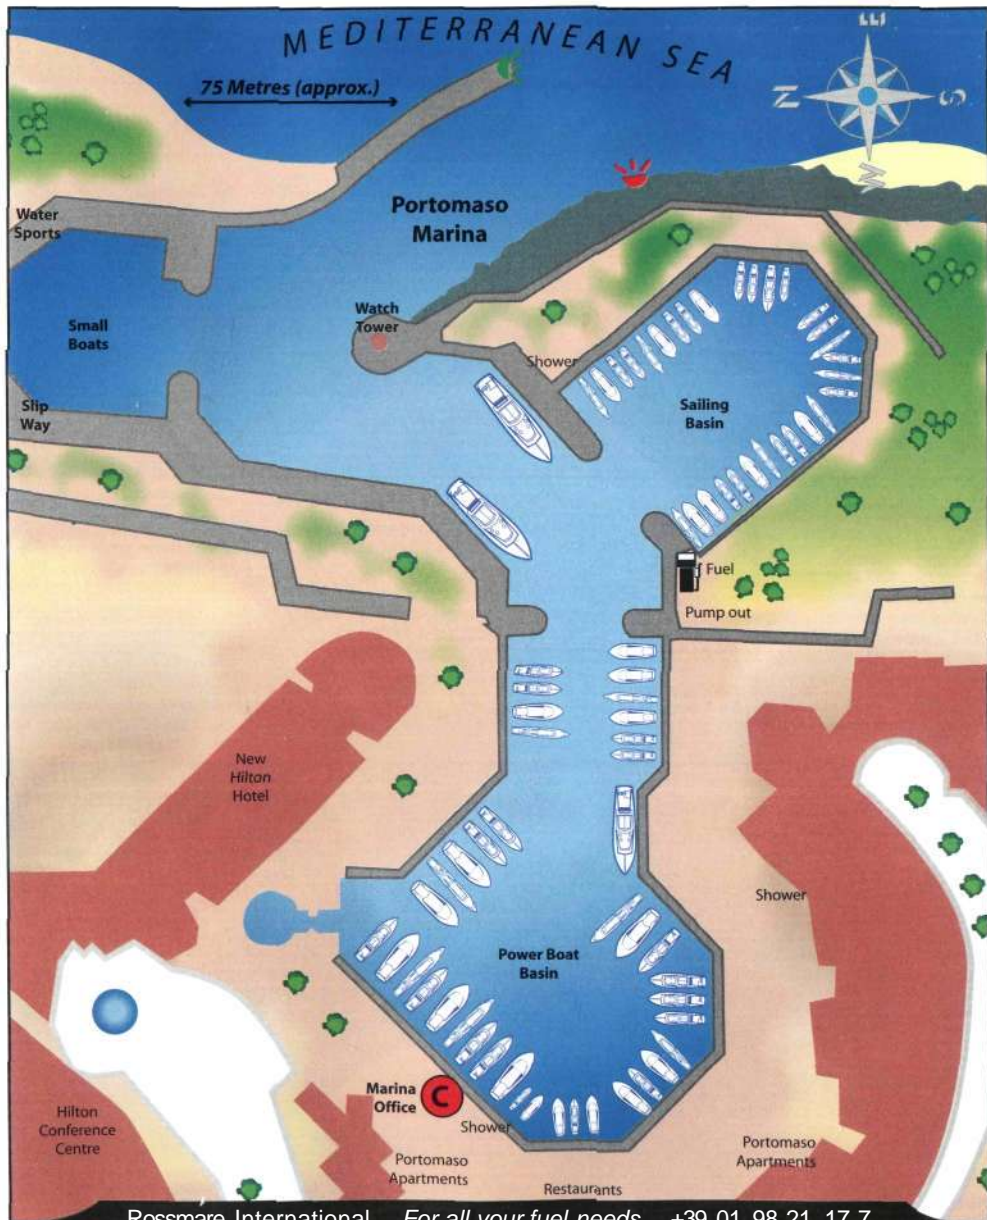 MEDITERRANEAN SEA
75 Metres (approx.)
E
N
S
W
Portomaso
Marina
Water
Sports
Small
Boats
Watch
Tower
Shower
Slip
Way
Sailing
Basin
Fuel
Pump out
New
Hilton
Hotel
Shower
Power Boat
Basin
Marina
Office
C
Shower
Hilton
Conference
Centre
Portomaso
Apartments
Portomaso
Apartments
Restaurants
Rossmare International For all your fuel needs +39 01 98 21 17 7